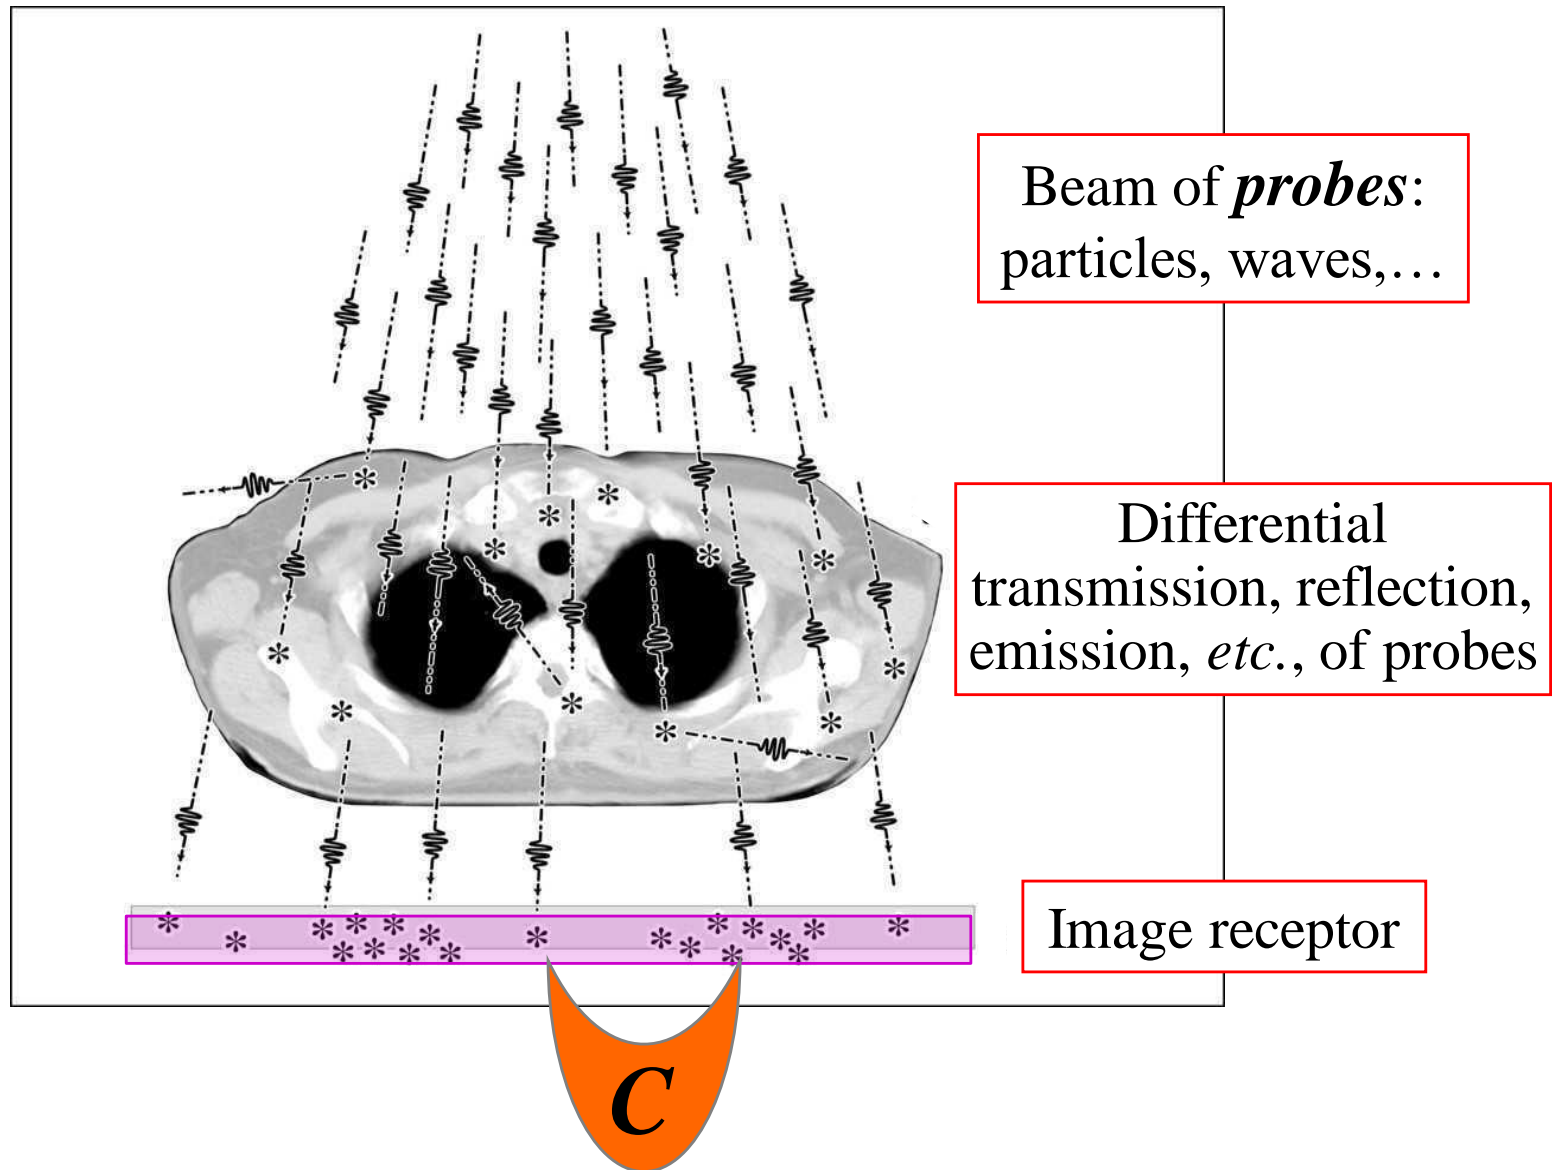 Beam of probes:
particles, waves,…
Differential
transmission, reflection,
emission, etc., of probes
Image receptor
C